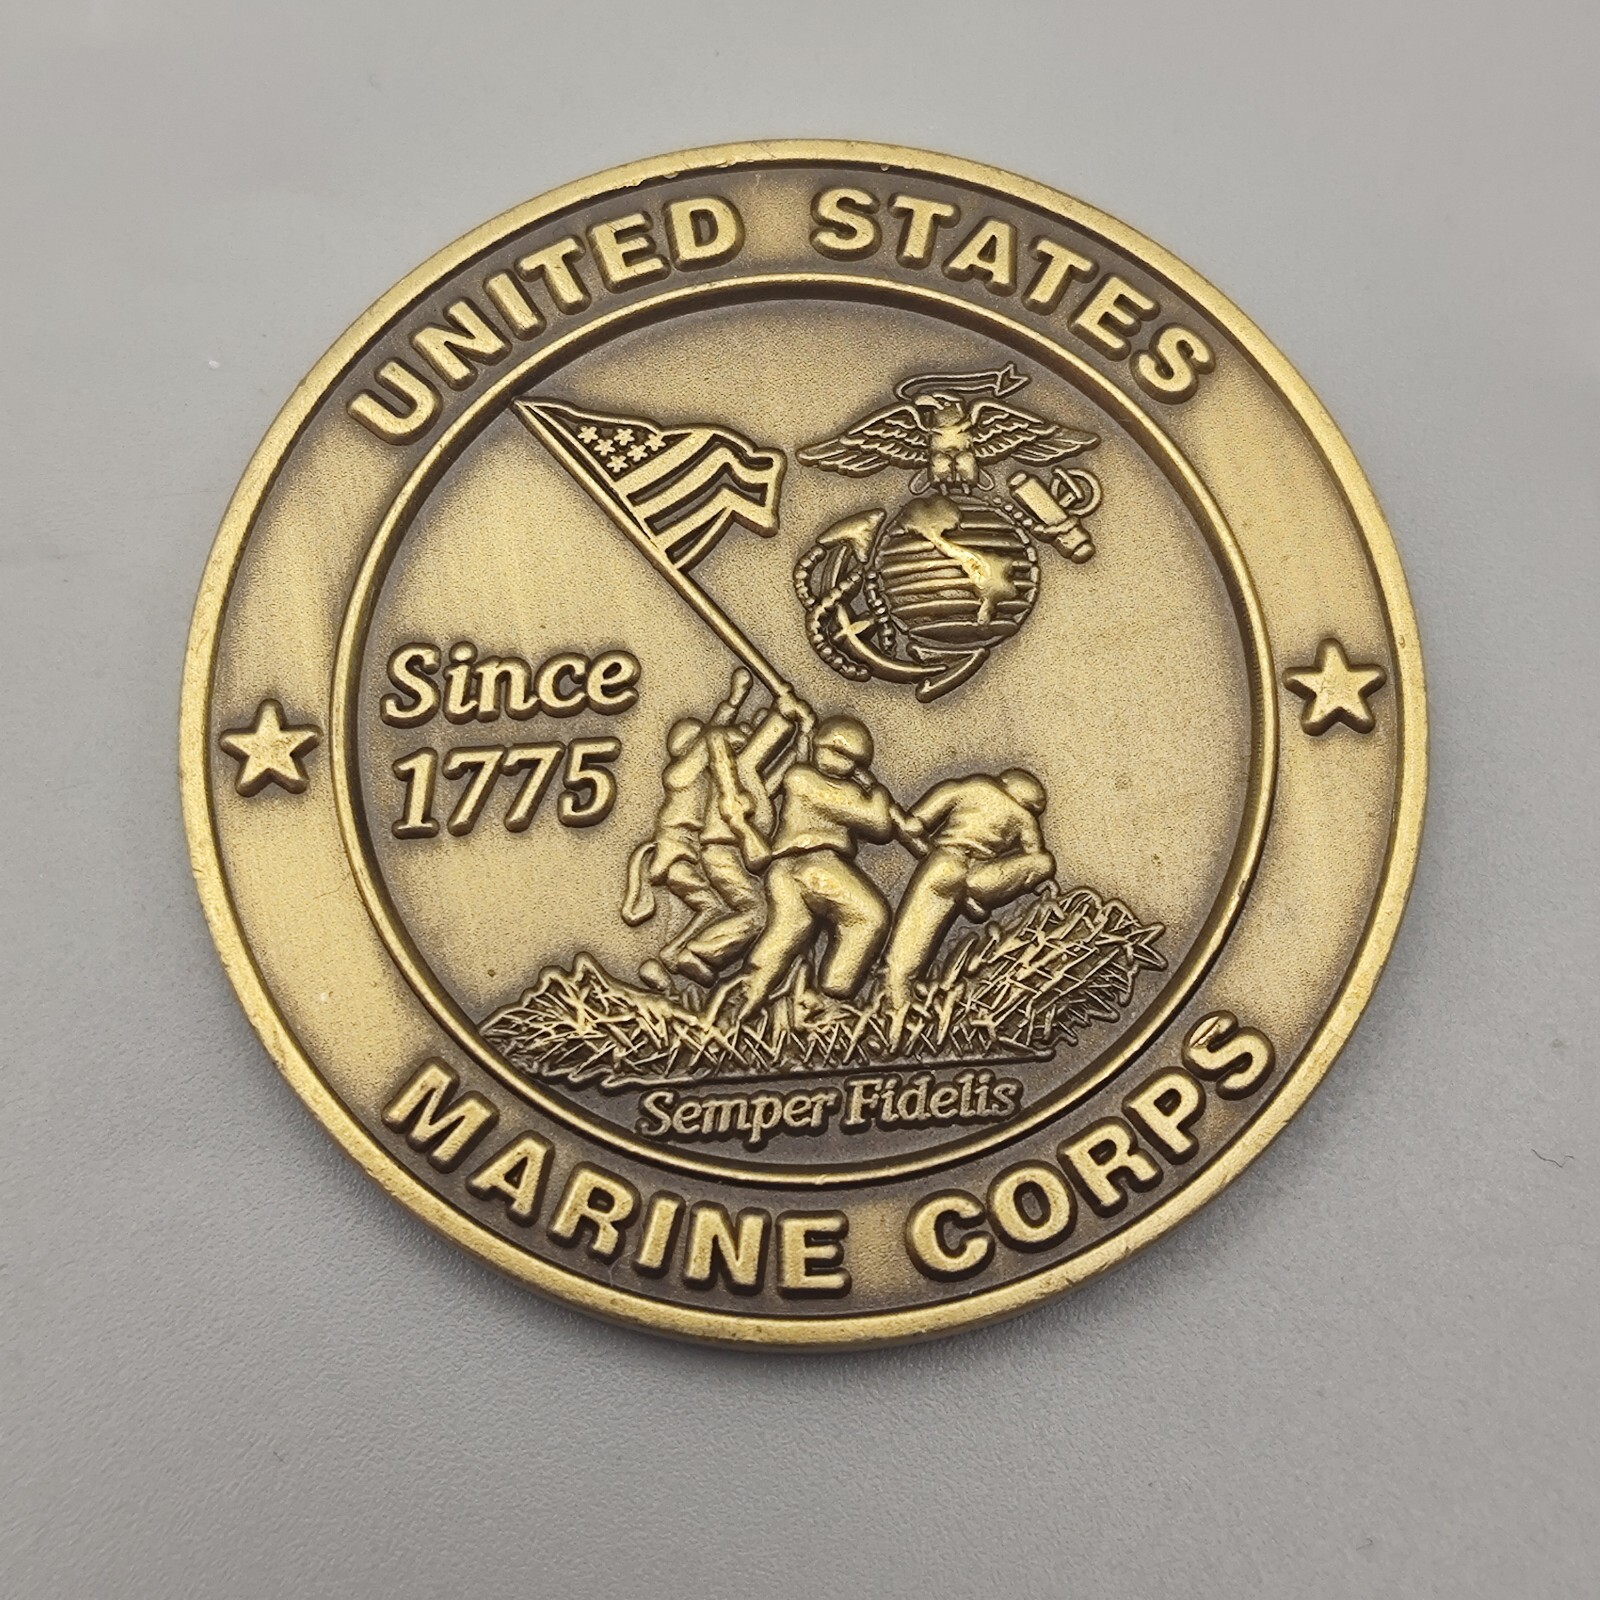 UNITED STATES
Since
1775
Semper Fidelis
MARINE CORPS